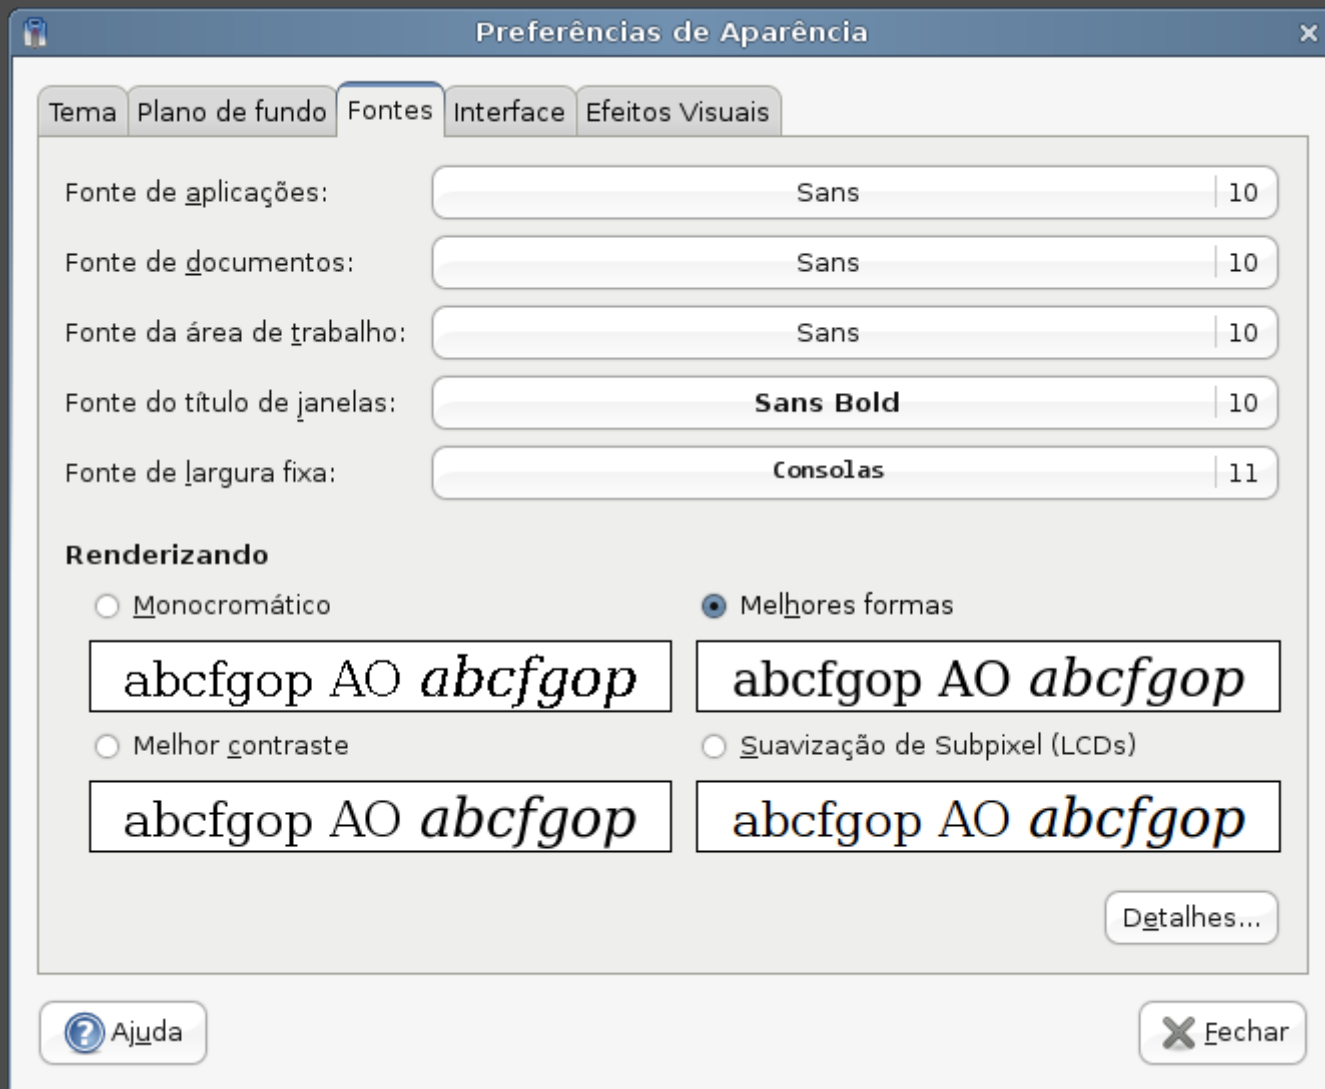 Preferências de Aparência
Tema Plano de fundo Fontes Interface Efeitos Visuais
Fonte de aplicações: Sans 10
Fonte de documentos: Sans 10
Fonte da área de trabalho: Sans 10
Fonte do título de janelas: Sans Bold 10
Fonte de largura fixa: Consolas 11
Renderizando
Monocromático Melhores formas
abcfgop AO abcfgop abcfgop AO abcfgop
Melhor contraste Suavização de Subpixel (LCDs)
abcfgop AO abcfgop abcfgop AO abcfgop
Detalhes...
Ajuda Fechar